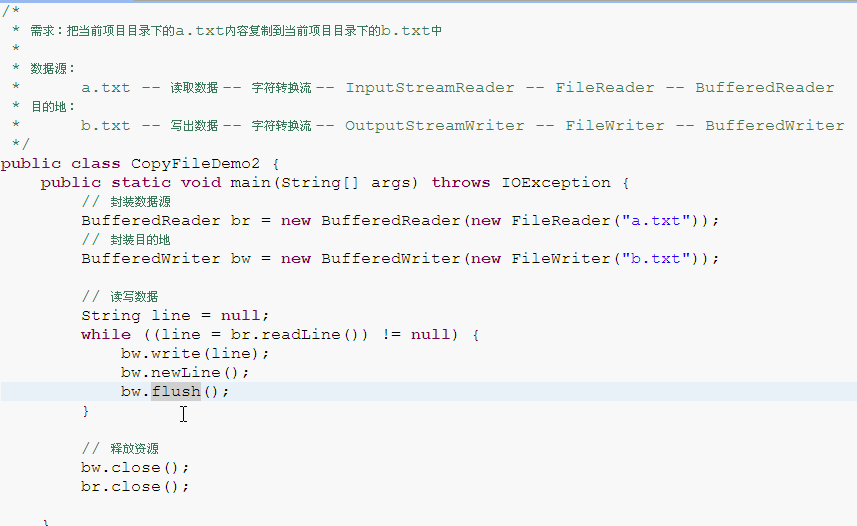 /*
 * 需求：把当前项目目录下的a.txt内容复制到当前项目目录下的b.txt中
 *
 * 数据源：
 *      a.txt -- 读取数据 -- 字符转换流 -- InputStreamReader -- FileReader -- BufferedReader
 * 目的地：
 *      b.txt -- 写出数据 -- 字符转换流 -- OutputStreamWriter -- FileWriter -- BufferedWriter
 */
public class CopyFileDemo2 {
    public static void main(String[] args) throws IOException {
        // 封装数据源
        BufferedReader br = new BufferedReader(new FileReader("a.txt"));
        // 封装目的地
        BufferedWriter bw = new BufferedWriter(new FileWriter("b.txt"));

        // 读写数据
        String line = null;
        while ((line = br.readLine()) != null) {
            bw.write(line);
            bw.newLine();
            bw.flush();
        }

        // 释放资源
        bw.close();
        br.close();

    }